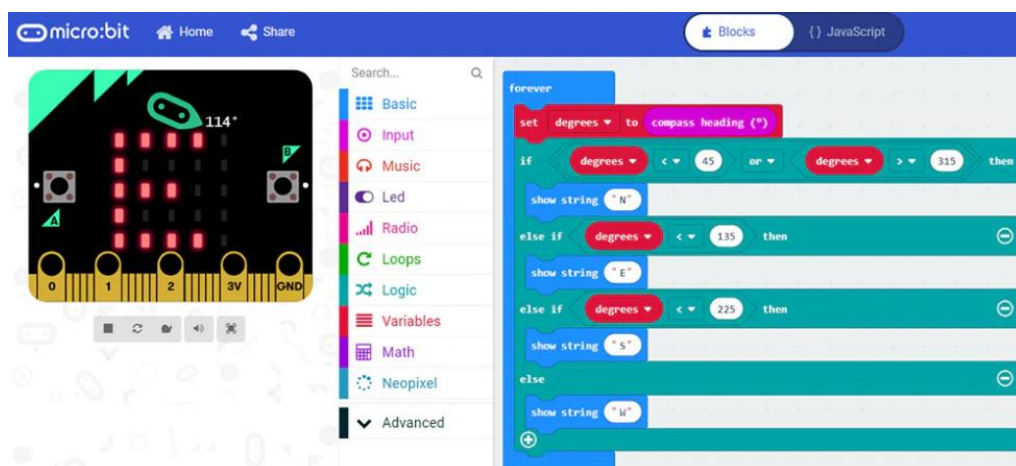 micro:bit Home Share Blocks {} JavaScript
114°
B
A
0 1 2 3V GND
Search...
Basic
Input
Music
Led
Radio
Loops
Logic
Variables
Math
Neopixel
Advanced
forever
set degrees to compass heading (°)
if degrees < 45 or degrees > 315 then
show string "N"
else if degrees < 135 then
show string "E"
else if degrees < 225 then
show string "S"
else
show string "W"